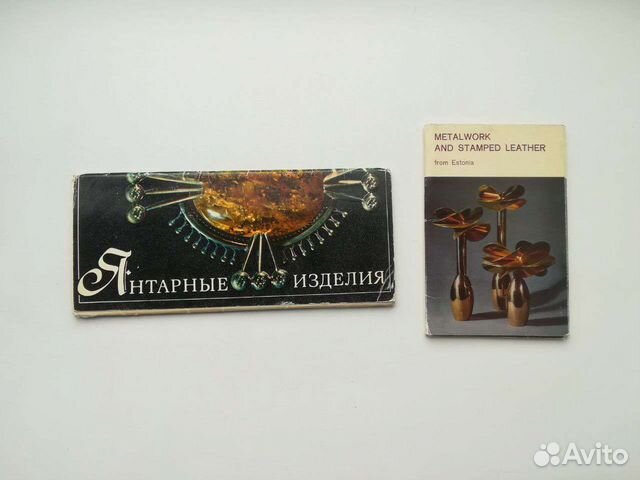 ЯНТАРНЫЕ ИЗДЕЛИЯ
METALWORK
AND STAMPED LEATHER
from Estonia
Avito